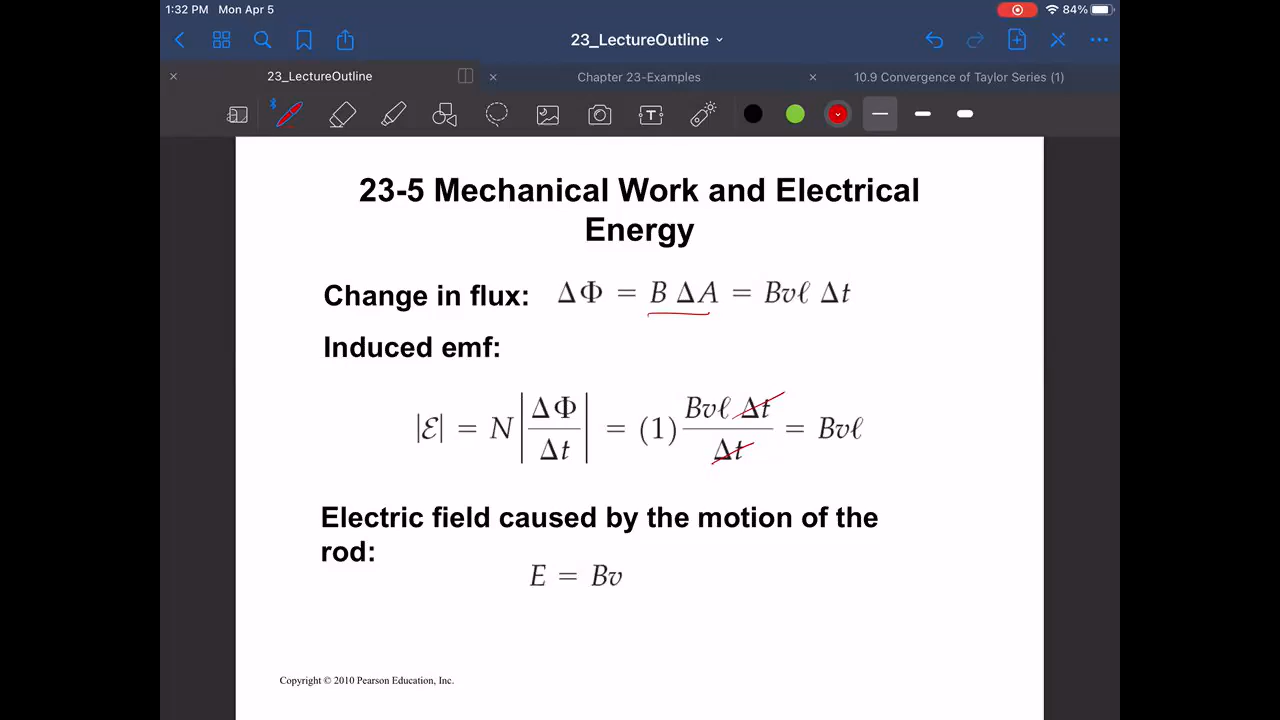 1:32 PM Mon Apr 5 84%
23_LectureOutline
23_LectureOutline Chapter 23-Examples 10.9 Convergence of Taylor Series (1)
23-5 Mechanical Work and Electrical
Energy
Change in flux: ΔΦ = B ΔA = Bvℓ Δt
Induced emf:
|ℰ| = N |ΔΦ/Δt| = (1) Bvℓ Δt/Δt = Bvℓ
Electric field caused by the motion of the
rod:
E = Bv
Copyright © 2010 Pearson Education, Inc.